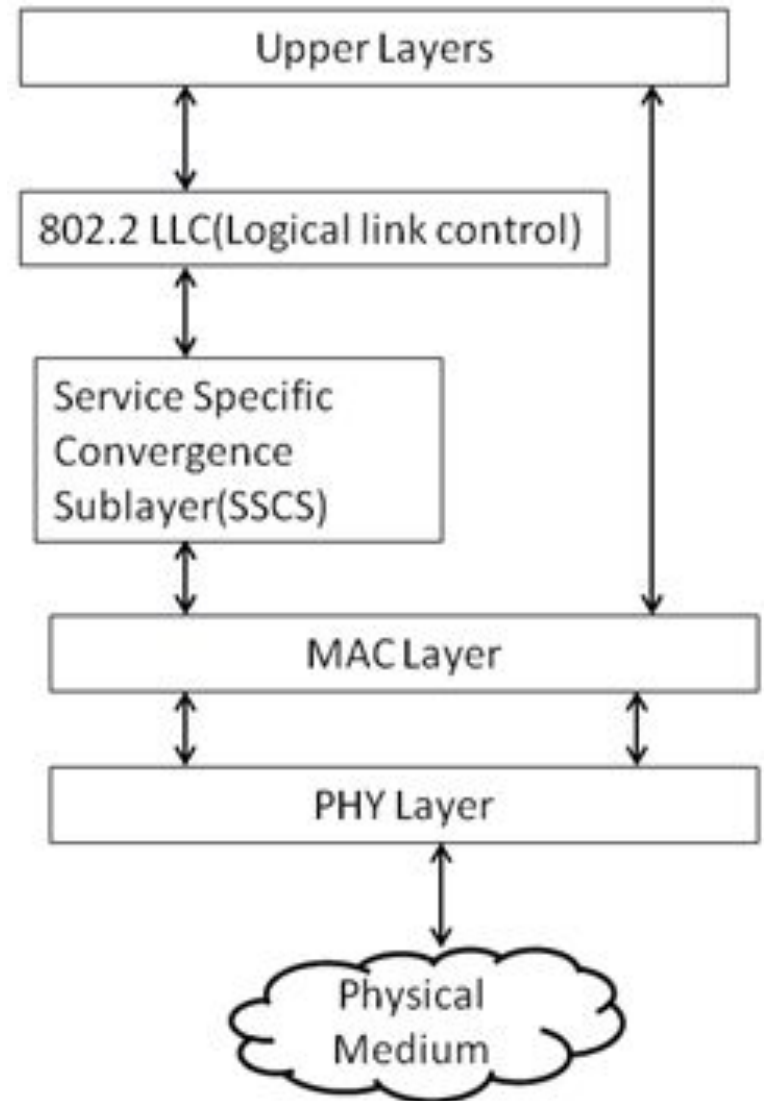 Upper Layers
802.2 LLC(Logical link control)
Service Specific
Convergence
Sublayer(SSCS)
MAC Layer
PHY Layer
Physical
Medium